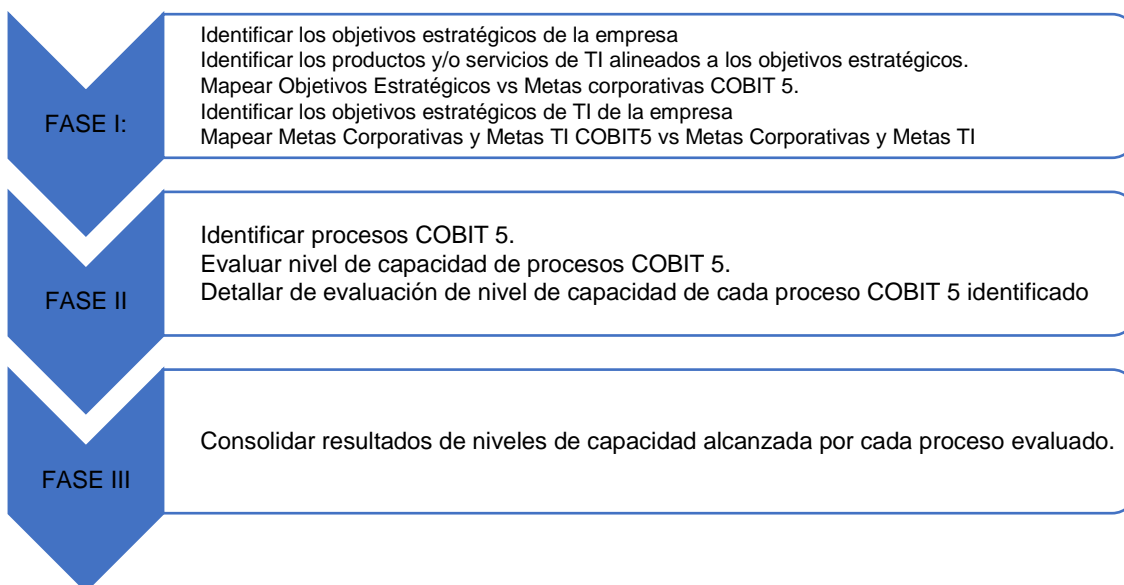 FASE I:
Identificar los objetivos estratégicos de la empresa
Identificar los productos y/o servicios de TI alineados a los objetivos estratégicos.
Mapear Objetivos Estratégicos vs Metas corporativas COBIT 5.
Identificar los objetivos estratégicos de TI de la empresa
Mapear Metas Corporativas y Metas TI COBIT5 vs Metas Corporativas y Metas TI
FASE II
Identificar procesos COBIT 5.
Evaluar nivel de capacidad de procesos COBIT 5.
Detallar de evaluación de nivel de capacidad de cada proceso COBIT 5 identificado
FASE III
Consolidar resultados de niveles de capacidad alcanzada por cada proceso evaluado.